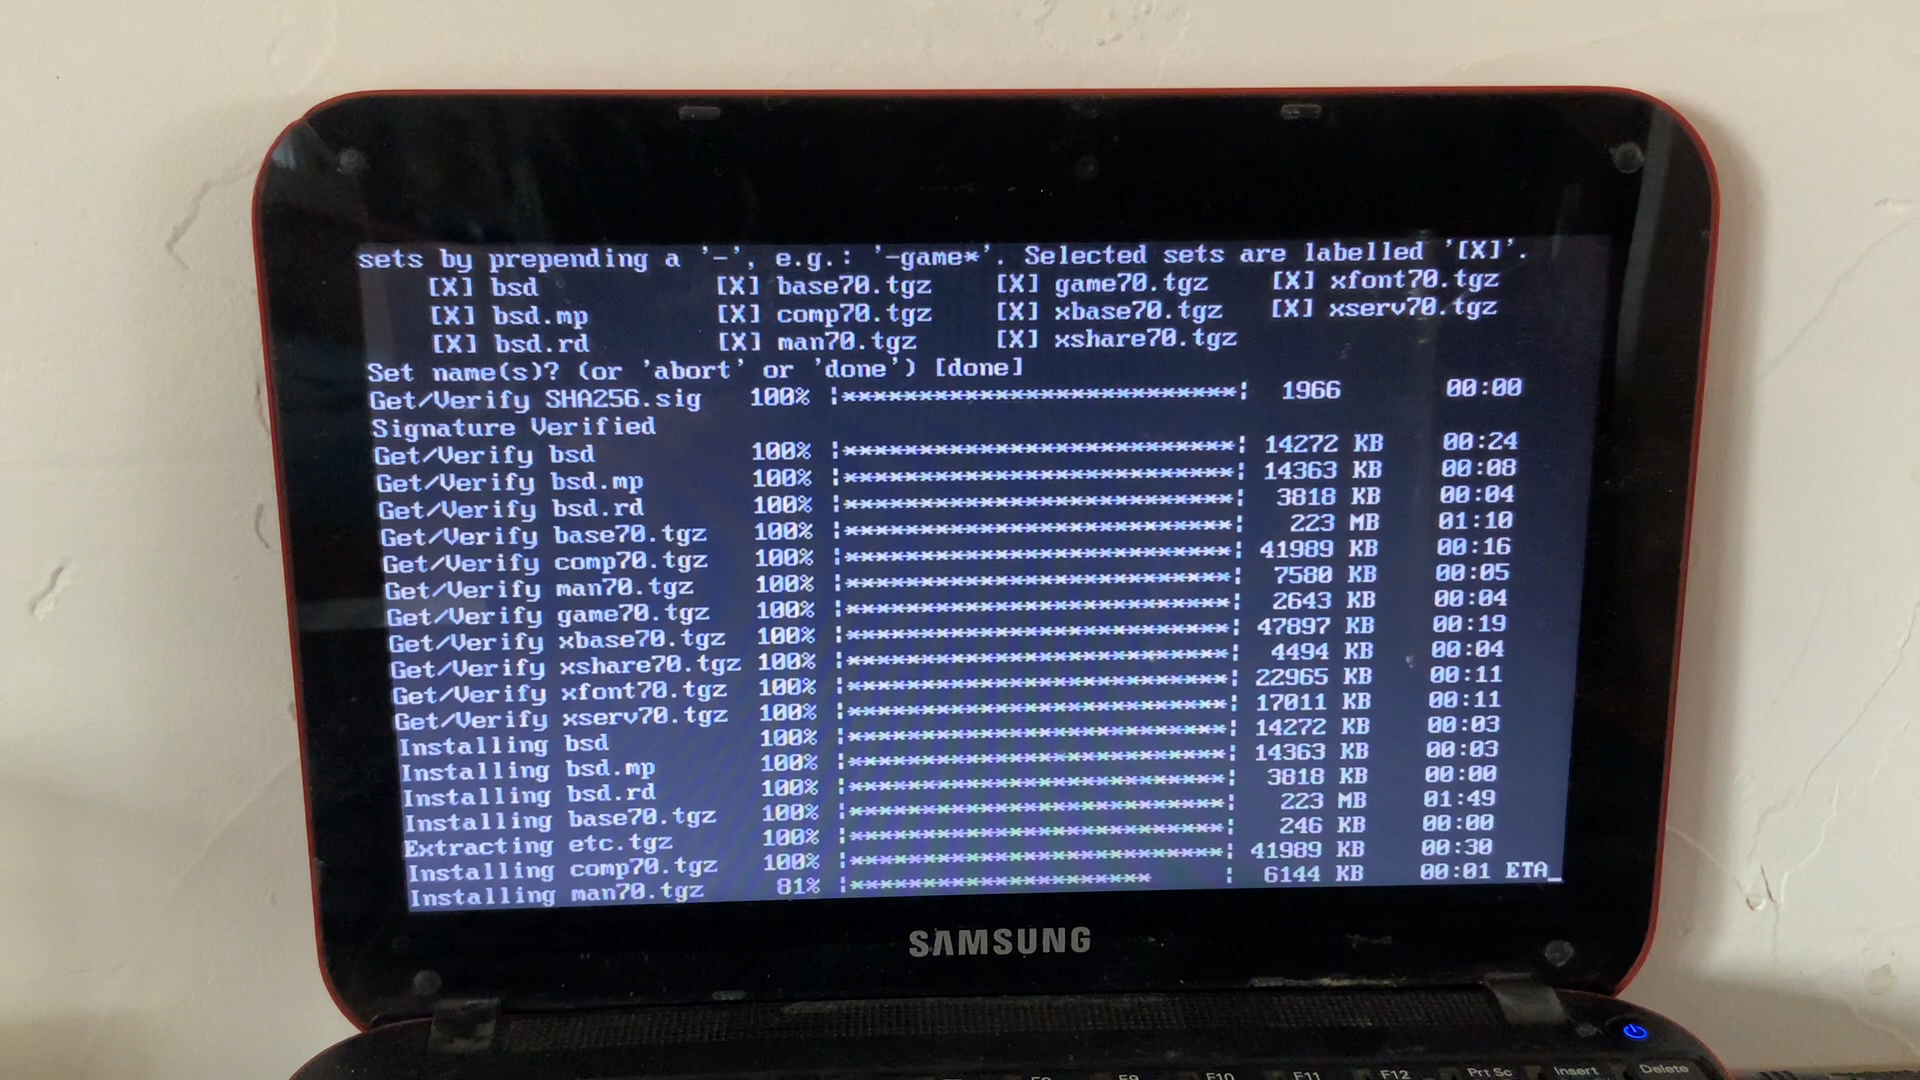 sets by prepending a '-', e.g.: '-game*'. Selected sets are labelled '[X]'.
[X] bsd [X] base70.tgz [X] game70.tgz [X] xfont70.tgz
[X] bsd.mp [X] comp70.tgz [X] xbase70.tgz [X] xserv70.tgz
[X] bsd.rd [X] man70.tgz [X] xshare70.tgz
Set name(s)? (or 'abort' or 'done') [done]
Get/Verify SHA256.sig 100% |**************************| 1966 00:00
Signature Verified
Get/Verify bsd 100% |**************************| 14272 KB 00:24
Get/Verify bsd.mp 100% |**************************| 14363 KB 00:08
Get/Verify bsd.rd 100% |**************************| 3818 KB 00:04
Get/Verify base70.tgz 100% |**************************| 223 MB 01:10
Get/Verify comp70.tgz 100% |**************************| 41989 KB 00:16
Get/Verify man70.tgz 100% |**************************| 7580 KB 00:05
Get/Verify game70.tgz 100% |**************************| 2643 KB 00:04
Get/Verify xbase70.tgz 100% |**************************| 47897 KB 00:19
Get/Verify xshare70.tgz 100% |**************************| 4494 KB 00:04
Get/Verify xfont70.tgz 100% |**************************| 22965 KB 00:11
Get/Verify xserv70.tgz 100% |**************************| 17011 KB 00:11
Installing bsd 100% |**************************| 14272 KB 00:03
Installing bsd.mp 100% |**************************| 14363 KB 00:03
Installing bsd.rd 100% |**************************| 3818 KB 00:00
Installing base70.tgz 100% |**************************| 223 MB 01:49
Extracting etc.tgz 100% |**************************| 246 KB 00:00
Installing comp70.tgz 100% |**************************| 41989 KB 00:30
Installing man70.tgz 81% |********************* | 6144 KB 00:01 ETA_
SAMSUNG
F9 F10 F11 F12 Prt Sc Insert Delete